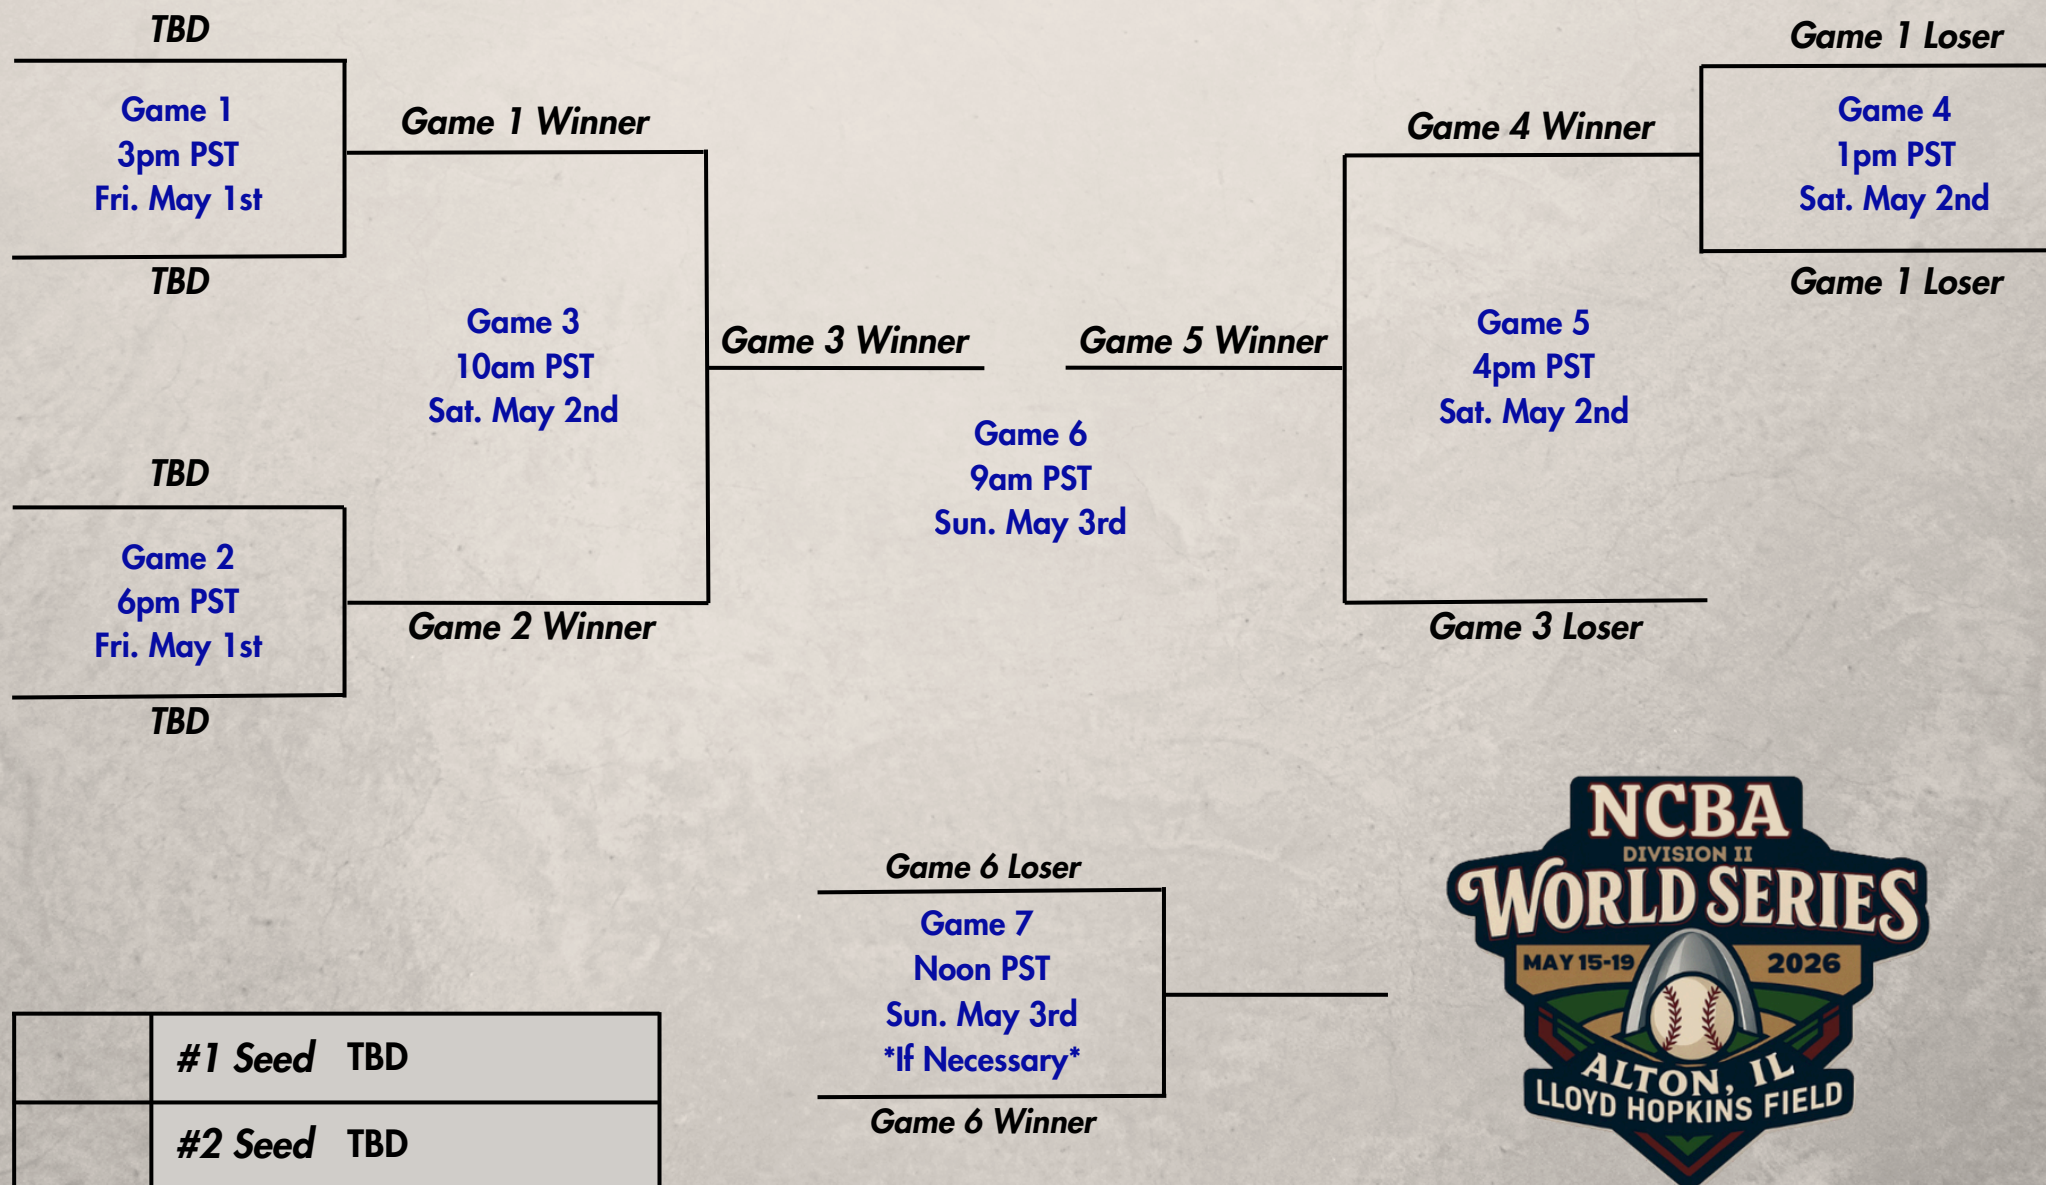 TBD
Game 1
3pm PST
Fri. May 1st
TBD
Game 1 Winner
Game 3
10am PST
Sat. May 2nd
TBD
Game 2
6pm PST
Fri. May 1st
TBD
Game 2 Winner
Game 3 Winner
Game 5 Winner
Game 6
9am PST
Sun. May 3rd
Game 1 Loser
Game 4
1pm PST
Sat. May 2nd
Game 1 Loser
Game 4 Winner
Game 5
4pm PST
Sat. May 2nd
Game 3 Loser
Game 6 Loser
Game 7
Noon PST
Sun. May 3rd
*If Necessary*
Game 6 Winner
#1 Seed TBD
#2 Seed TBD
NCBA
DIVISION II
WORLD SERIES
MAY 15-19 2026
ALTON, IL
LLOYD HOPKINS FIELD